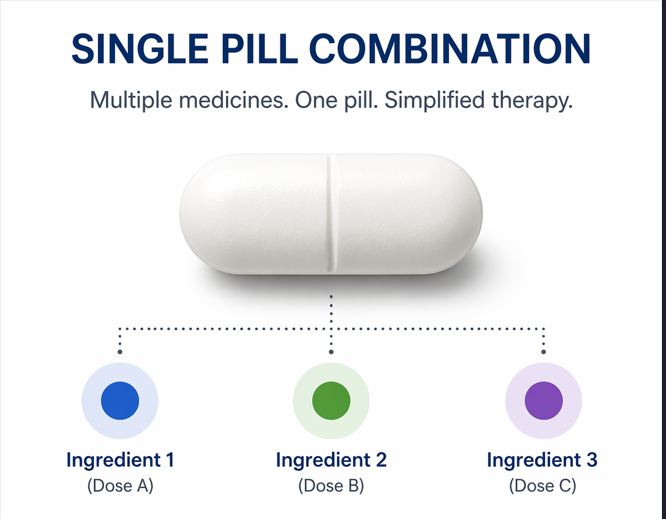 SINGLE PILL COMBINATION
Multiple medicines. One pill. Simplified therapy.
Ingredient 1
(Dose A)
Ingredient 2
(Dose B)
Ingredient 3
(Dose C)